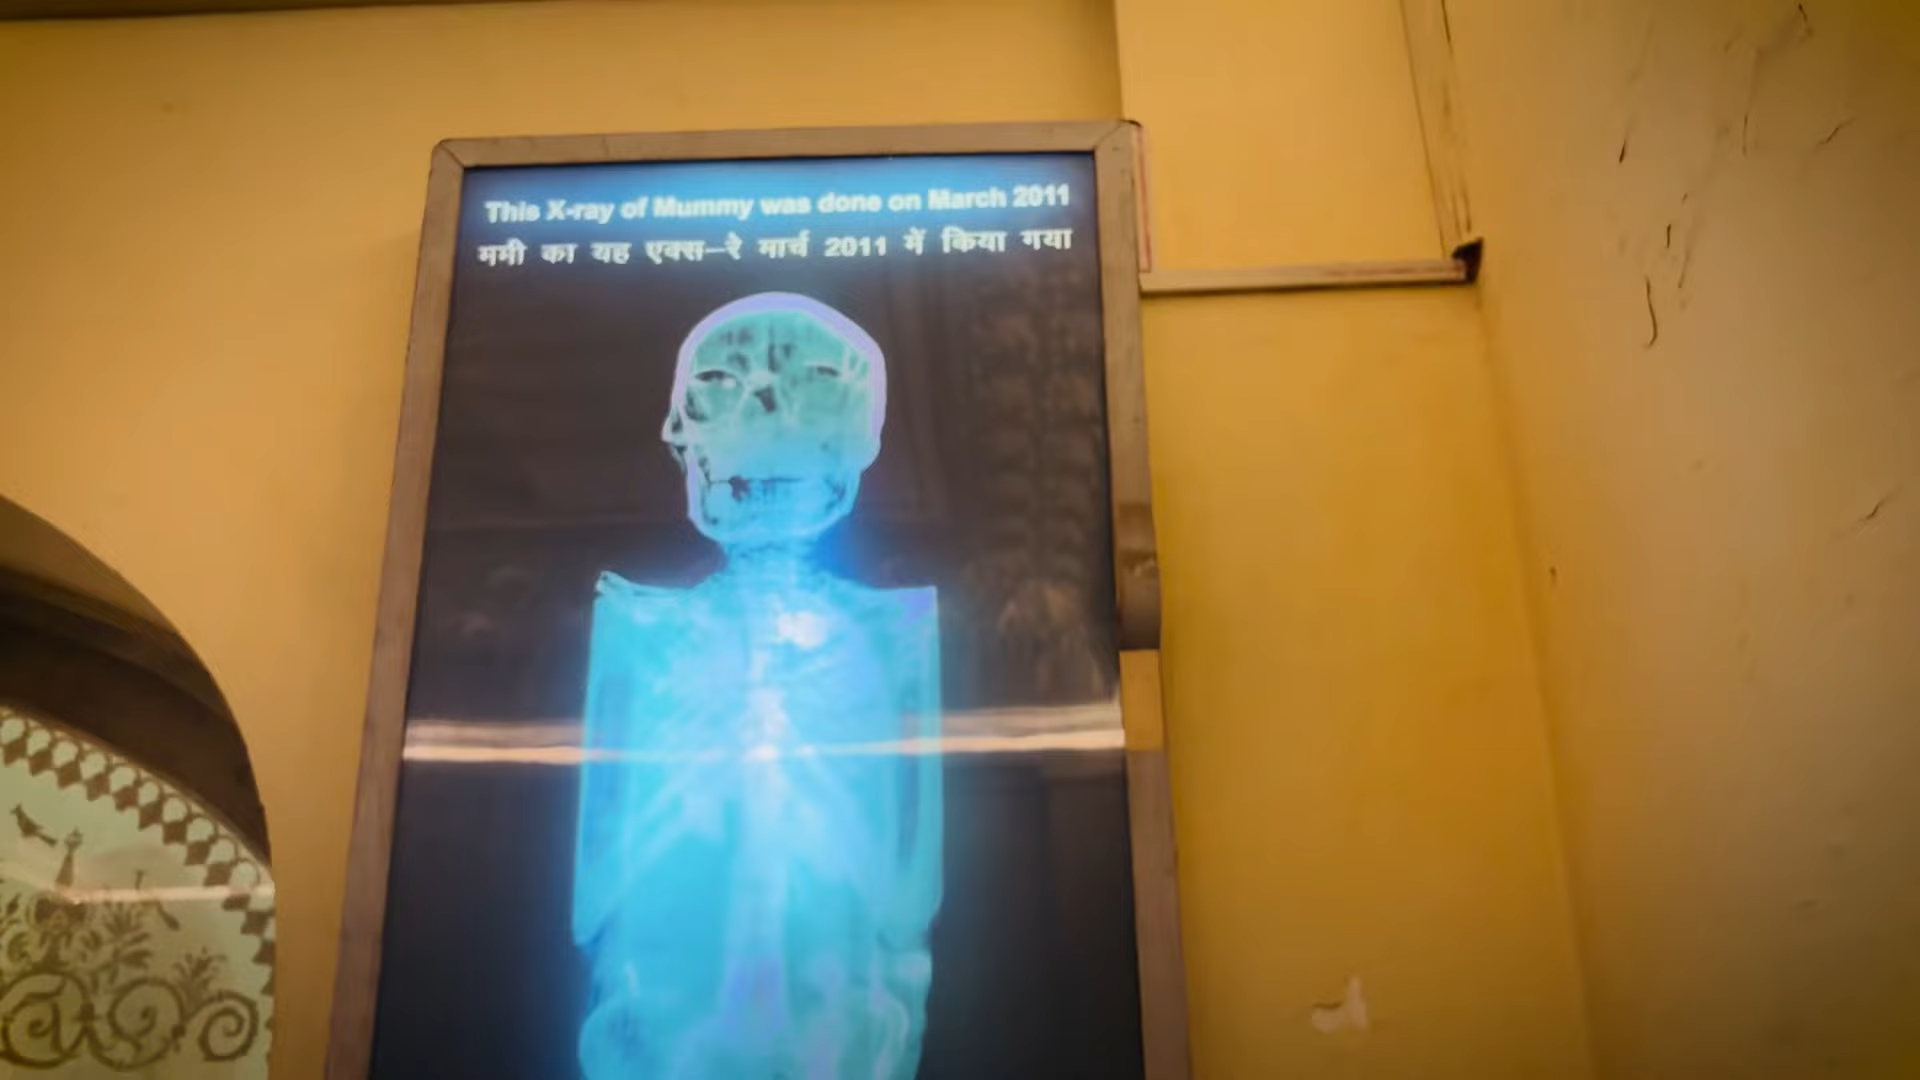 This X-ray of Mummy was done on March 2011
ममी का यह एक्स–रे मार्च 2011 में किया गया